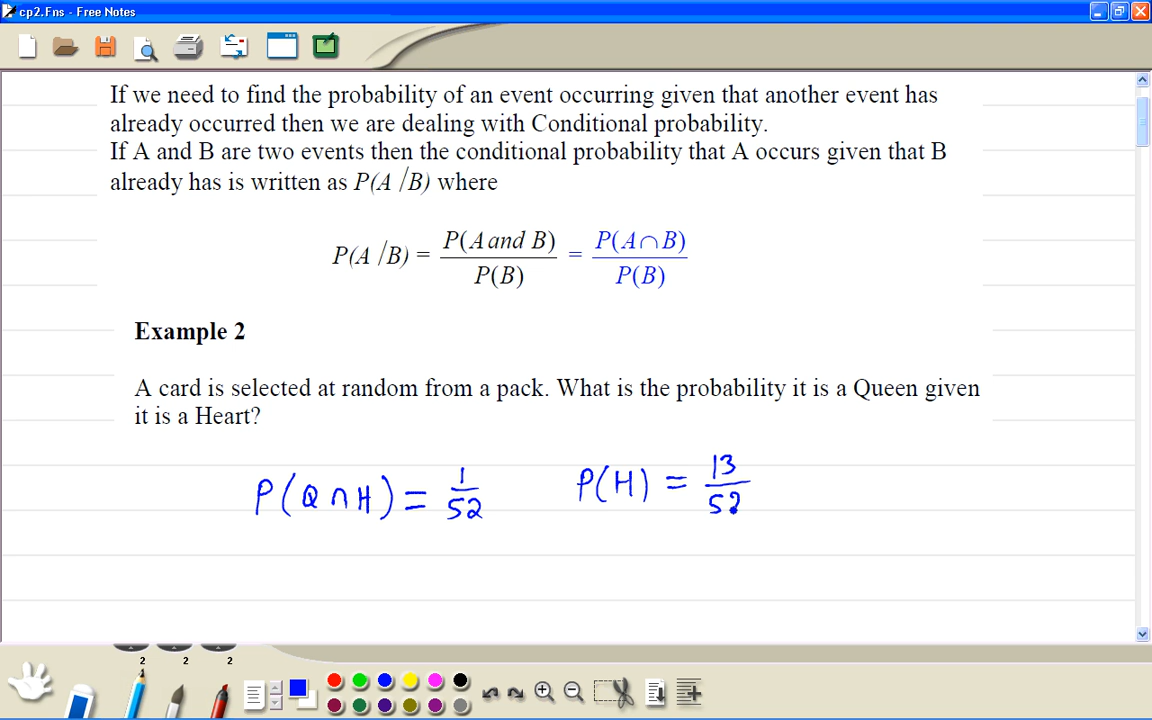 cp2.Fns - Free Notes
If we need to find the probability of an event occurring given that another event has
already occurred then we are dealing with Conditional probability.
If A and B are two events then the conditional probability that A occurs given that B
already has is written as P(A /B) where
P(A /B) = P(A and B) / P(B) = P(A∩B) / P(B)
Example 2
A card is selected at random from a pack. What is the probability it is a Queen given
it is a Heart?
P(Q ∩ H) = 1/52 P(H) = 13/52
2 2 2